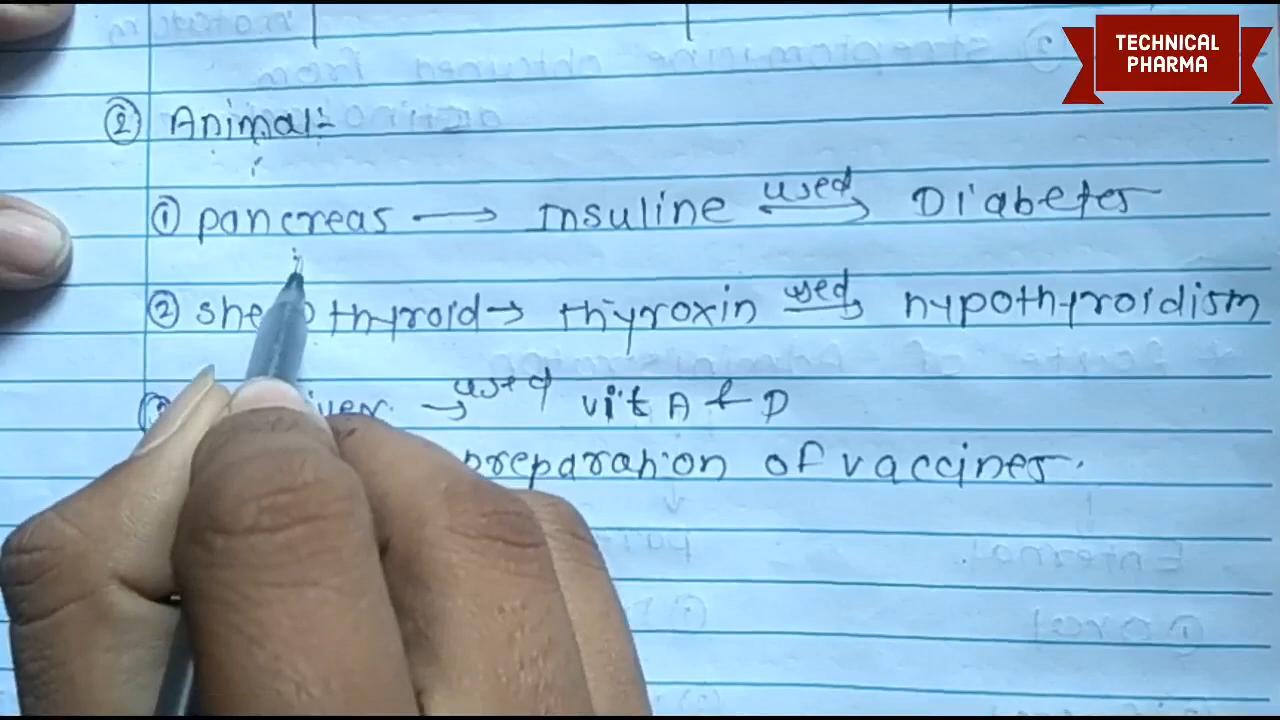 TECHNICAL
PHARMA
② Animal:-
① pancreas → Insuline used Diabetes
② thyroid → thyroxin used hypothyroidism
→ used vit A & D
preparation of vaccines.